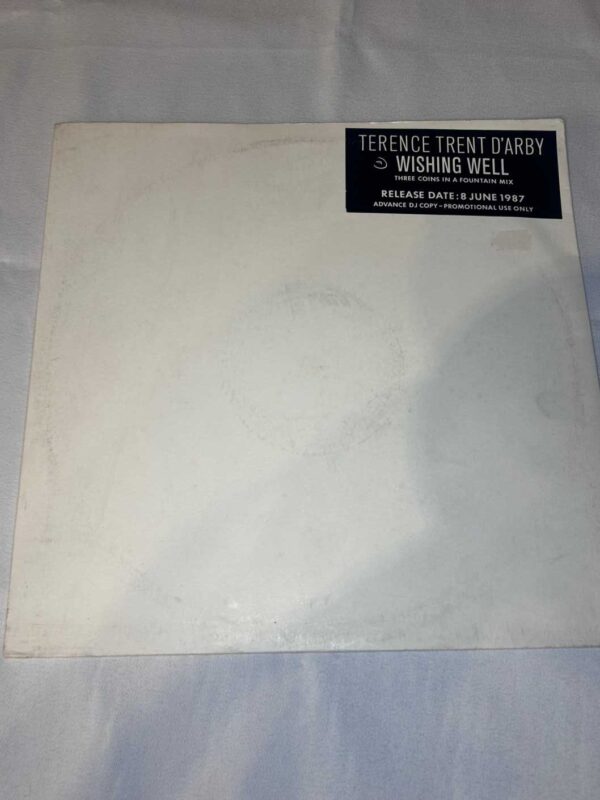 TERENCE TRENT D'ARBY
WISHING WELL
THREE COINS IN A FOUNTAIN MIX
RELEASE DATE: 8 JUNE 1987
ADVANCE DJ COPY – PROMOTIONAL USE ONLY